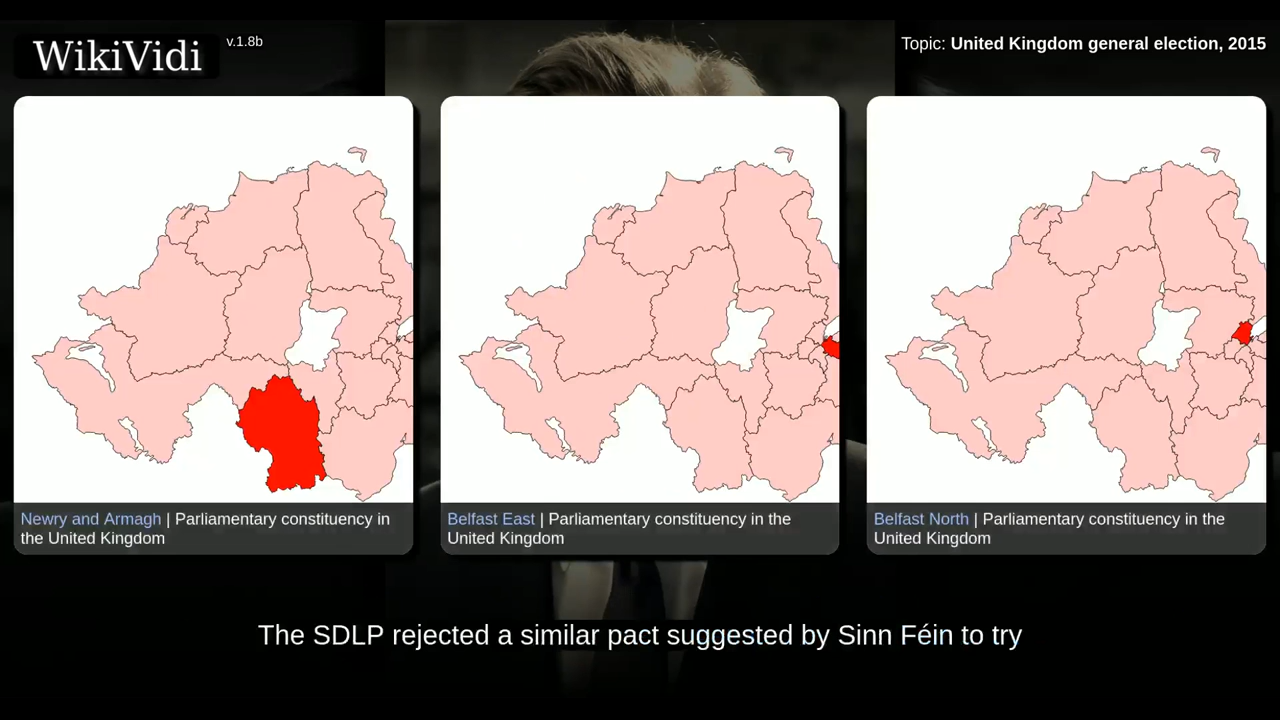 WikiVidi
v.1.8b
Topic: United Kingdom general election, 2015
Newry and Armagh | Parliamentary constituency in
the United Kingdom
Belfast East | Parliamentary constituency in the
United Kingdom
Belfast North | Parliamentary constituency in the
United Kingdom
The SDLP rejected a similar pact suggested by Sinn Féin to try